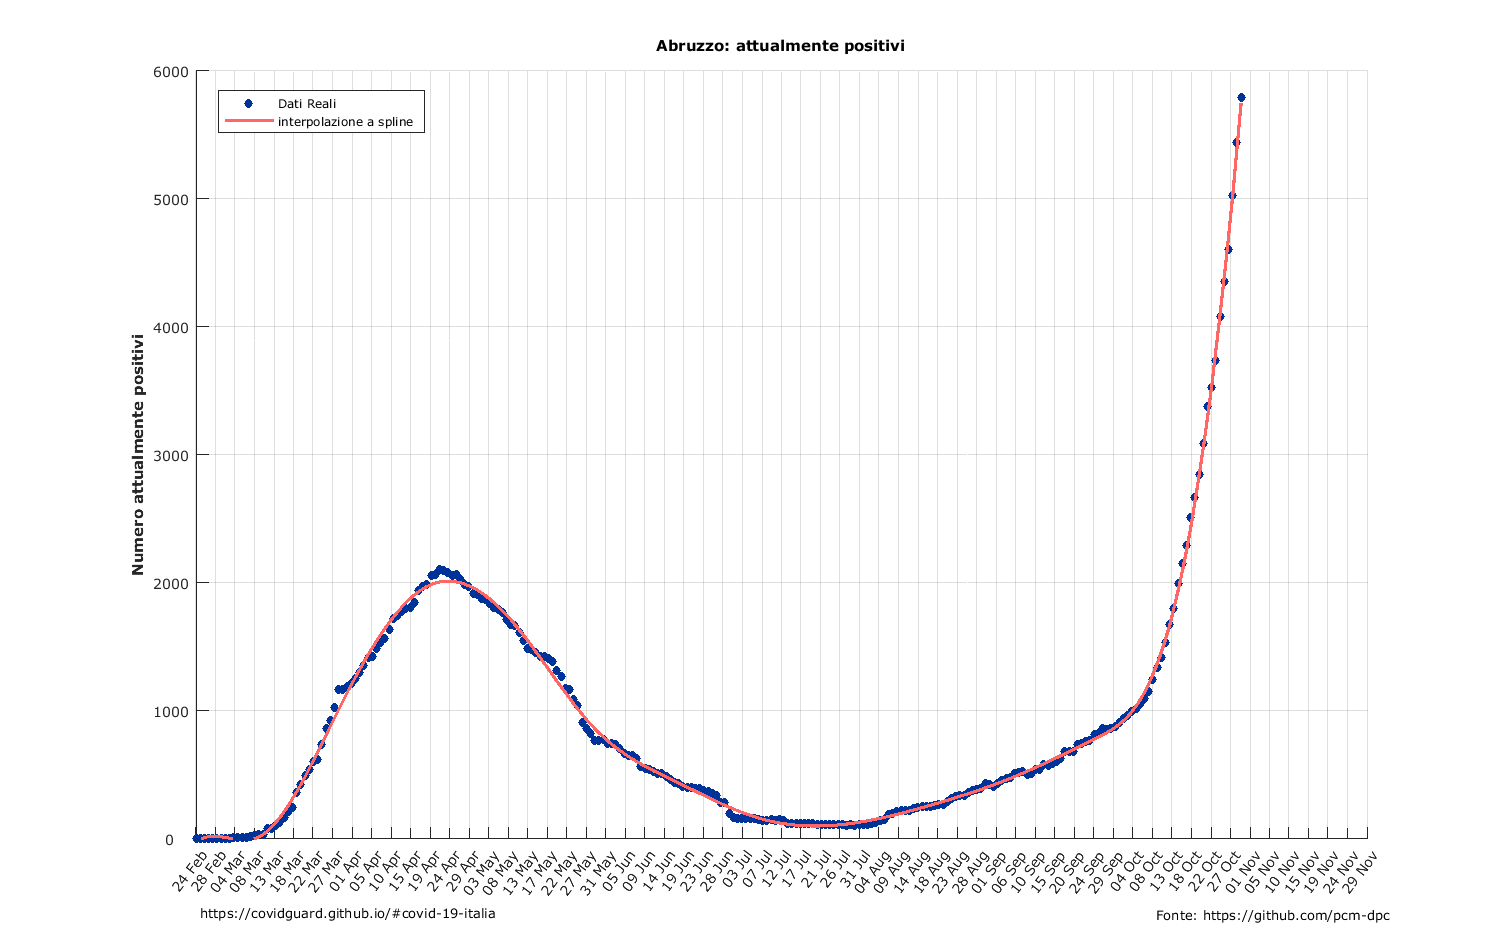 Abruzzo: attualmente positivi
6000
5000
4000
3000
2000
1000
0
Numero attualmente positivi
Dati Reali
interpolazione a spline
24 Feb
28 Feb
04 Mar
08 Mar
13 Mar
18 Mar
22 Mar
27 Mar
01 Apr
05 Apr
10 Apr
15 Apr
19 Apr
24 Apr
29 Apr
03 May
08 May
13 May
17 May
22 May
27 May
31 May
05 Jun
09 Jun
14 Jun
19 Jun
23 Jun
28 Jun
03 Jul
07 Jul
12 Jul
17 Jul
21 Jul
26 Jul
31 Jul
04 Aug
09 Aug
14 Aug
18 Aug
23 Aug
28 Aug
01 Sep
06 Sep
10 Sep
15 Sep
20 Sep
24 Sep
29 Sep
04 Oct
08 Oct
13 Oct
18 Oct
22 Oct
27 Oct
01 Nov
05 Nov
10 Nov
15 Nov
19 Nov
24 Nov
29 Nov
https://covidguard.github.io/#covid-19-italia
Fonte: https://github.com/pcm-dpc